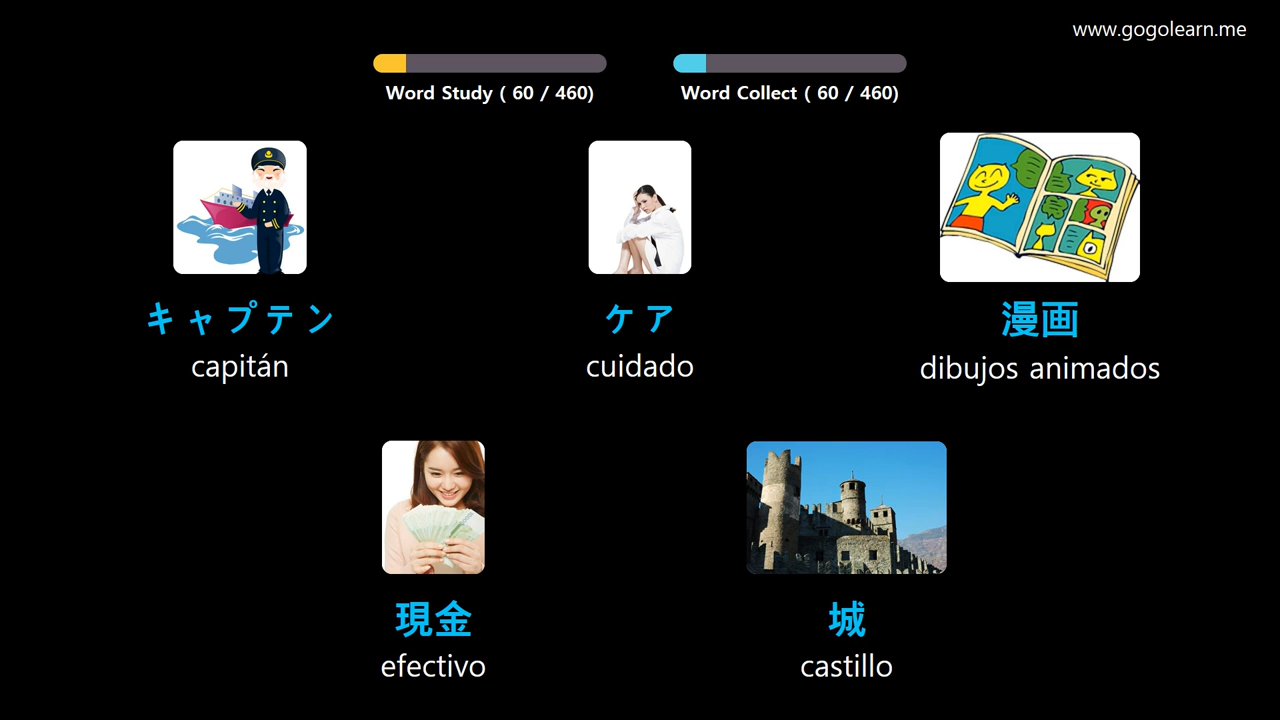 www.gogolearn.me
Word Study ( 60 / 460)
Word Collect ( 60 / 460)
キャプテン
capitán
ケア
cuidado
漫画
dibujos animados
現金
efectivo
城
castillo